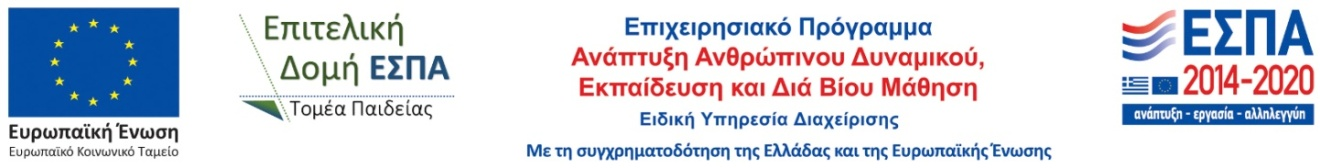 Ευρωπαϊκή Ένωση
Ευρωπαϊκό Κοινωνικό Ταμείο
Επιτελική
Δομή ΕΣΠΑ
Τομέα Παιδείας
Επιχειρησιακό Πρόγραμμα
Ανάπτυξη Ανθρώπινου Δυναμικού,
Εκπαίδευση και Διά Βίου Μάθηση
Ειδική Υπηρεσία Διαχείρισης
Με τη συγχρηματοδότηση της Ελλάδας και της Ευρωπαϊκής Ένωσης
ΕΣΠΑ
2014-2020
ανάπτυξη - εργασία - αλληλεγγύη